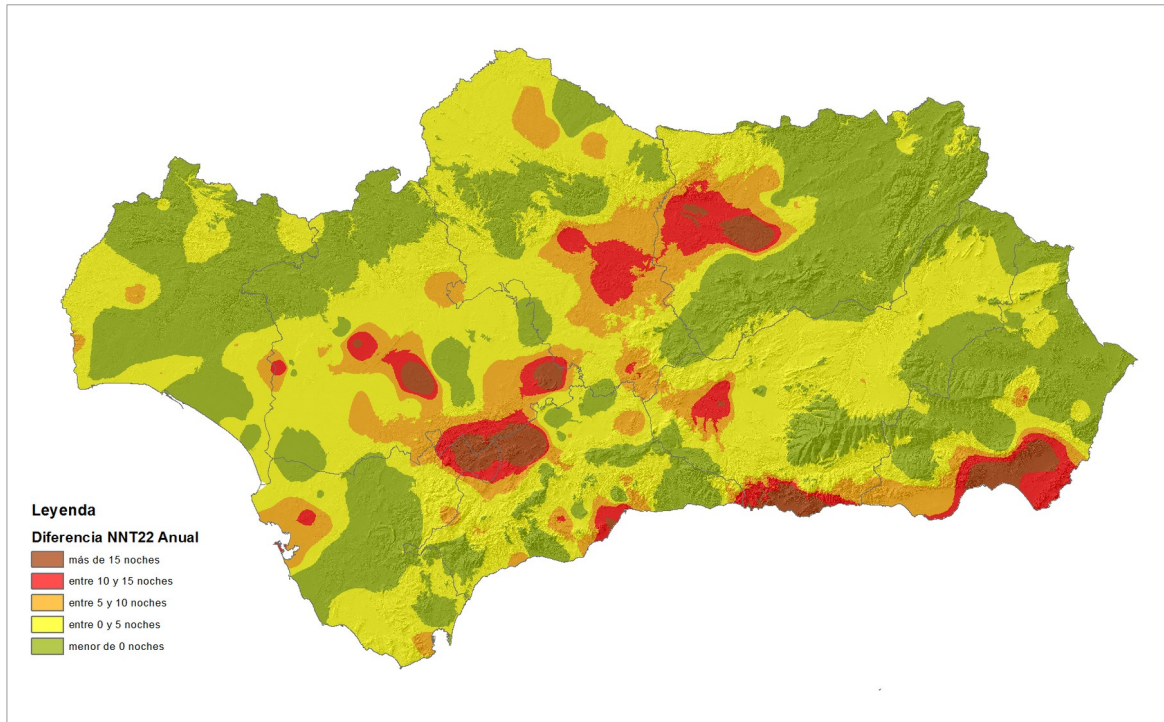 Leyenda
Diferencia NNT22 Anual
más de 15 noches
entre 10 y 15 noches
entre 5 y 10 noches
entre 0 y 5 noches
menor de 0 noches